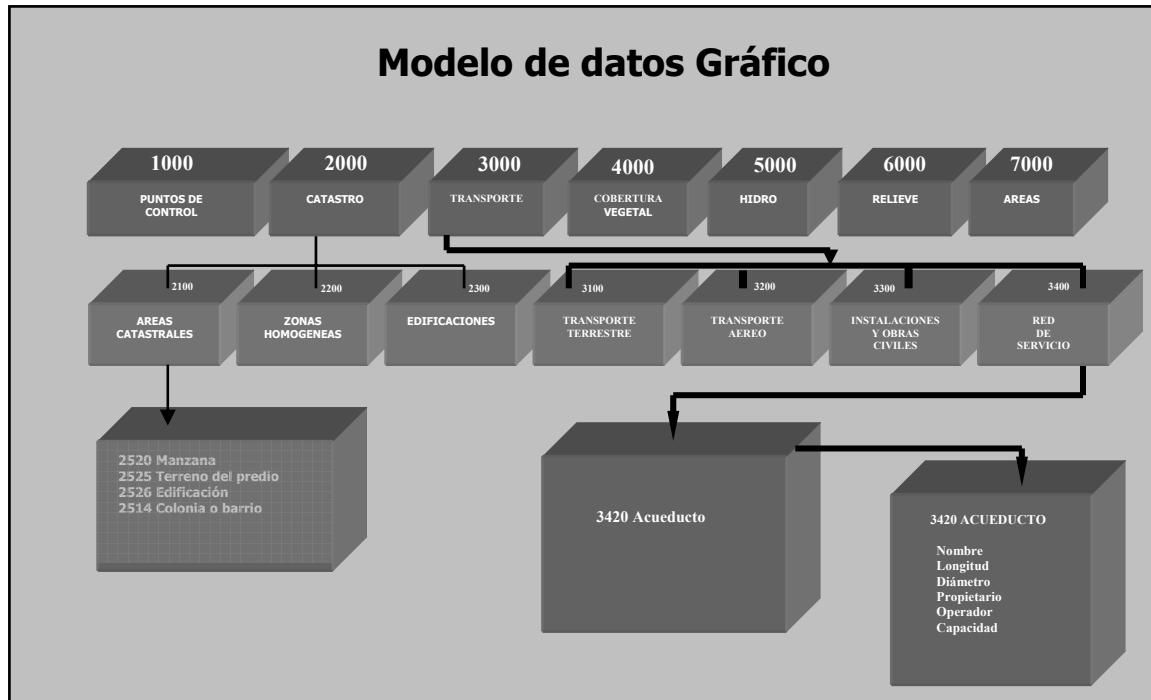 Modelo de datos Gráfico
1000
2000
3000
4000
5000
6000
7000
PUNTOS DE
CONTROL
CATASTRO
TRANSPORTE
COBERTURA
VEGETAL
HIDRO
RELIEVE
AREAS
2100
2200
2300
3100
3200
3300
3400
AREAS
CATASTRALES
ZONAS
HOMOGENEAS
EDIFICACIONES
TRANSPORTE
TERRESTRE
TRANSPORTE
AEREO
INSTALACIONES
Y OBRAS
CIVILES
RED
DE
SERVICIO
2520 Manzana
2525 Terreno del predio
2526 Edificación
2514 Colonia o barrio
3420 Acueducto
3420 ACUEDUCTO
Nombre
Longitud
Diámetro
Propietario
Operador
Capacidad